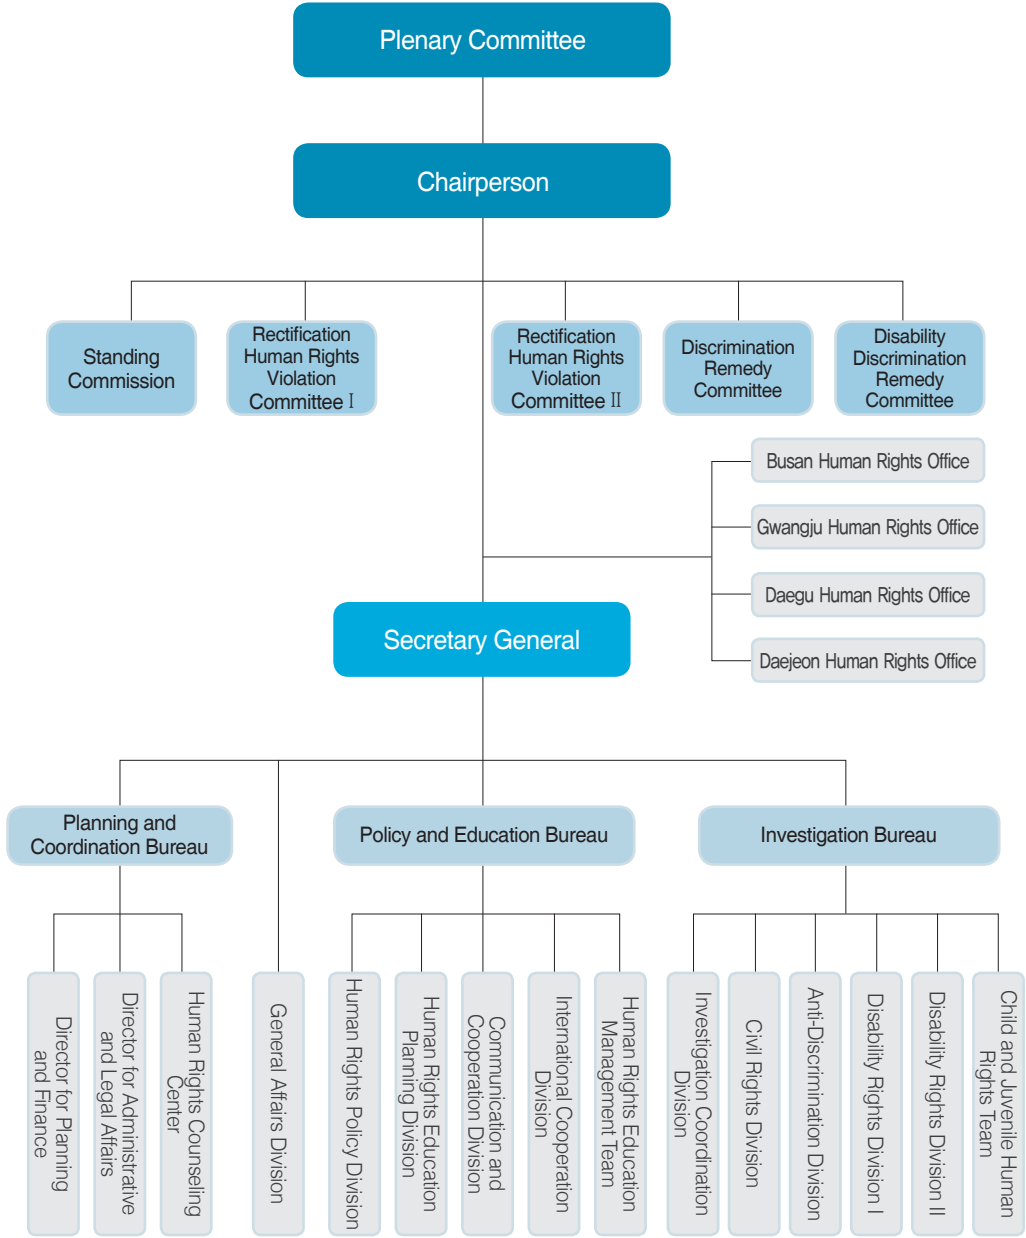 Plenary Committee
Chairperson
Standing
Commission
Rectification
Human Rights
Violation
Committee Ⅰ
Rectification
Human Rights
Violation
Committee Ⅱ
Discrimination
Remedy
Committee
Disability
Discrimination
Remedy
Committee
Busan Human Rights Office
Gwangju Human Rights Office
Daegu Human Rights Office
Daejeon Human Rights Office
Secretary General
Planning and
Coordination Bureau
Policy and Education Bureau
Investigation Bureau
Director for Planning
and Finance
Director for Administrative
and Legal Affairs
Human Rights Counseling
Center
General Affairs Division
Human Rights Policy Division
Human Rights Education
Planning Division
Communication and
Cooperation Division
International Cooperation
Division
Human Rights Education
Management Team
Investigation Coordination
Division
Civil Rights Division
Anti-Discrimination Division
Disability Rights Division I
Disability Rights Division II
Child and Juvenile Human
Rights Team